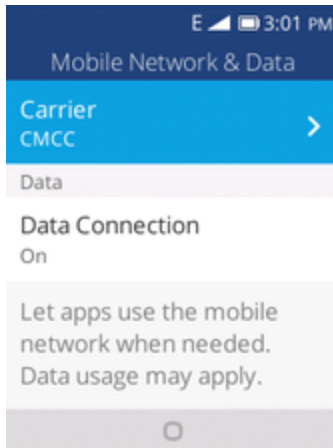 E 3:01 PM
Mobile Network & Data
Carrier
CMCC
Data
Data Connection
On
Let apps use the mobile
network when needed.
Data usage may apply.